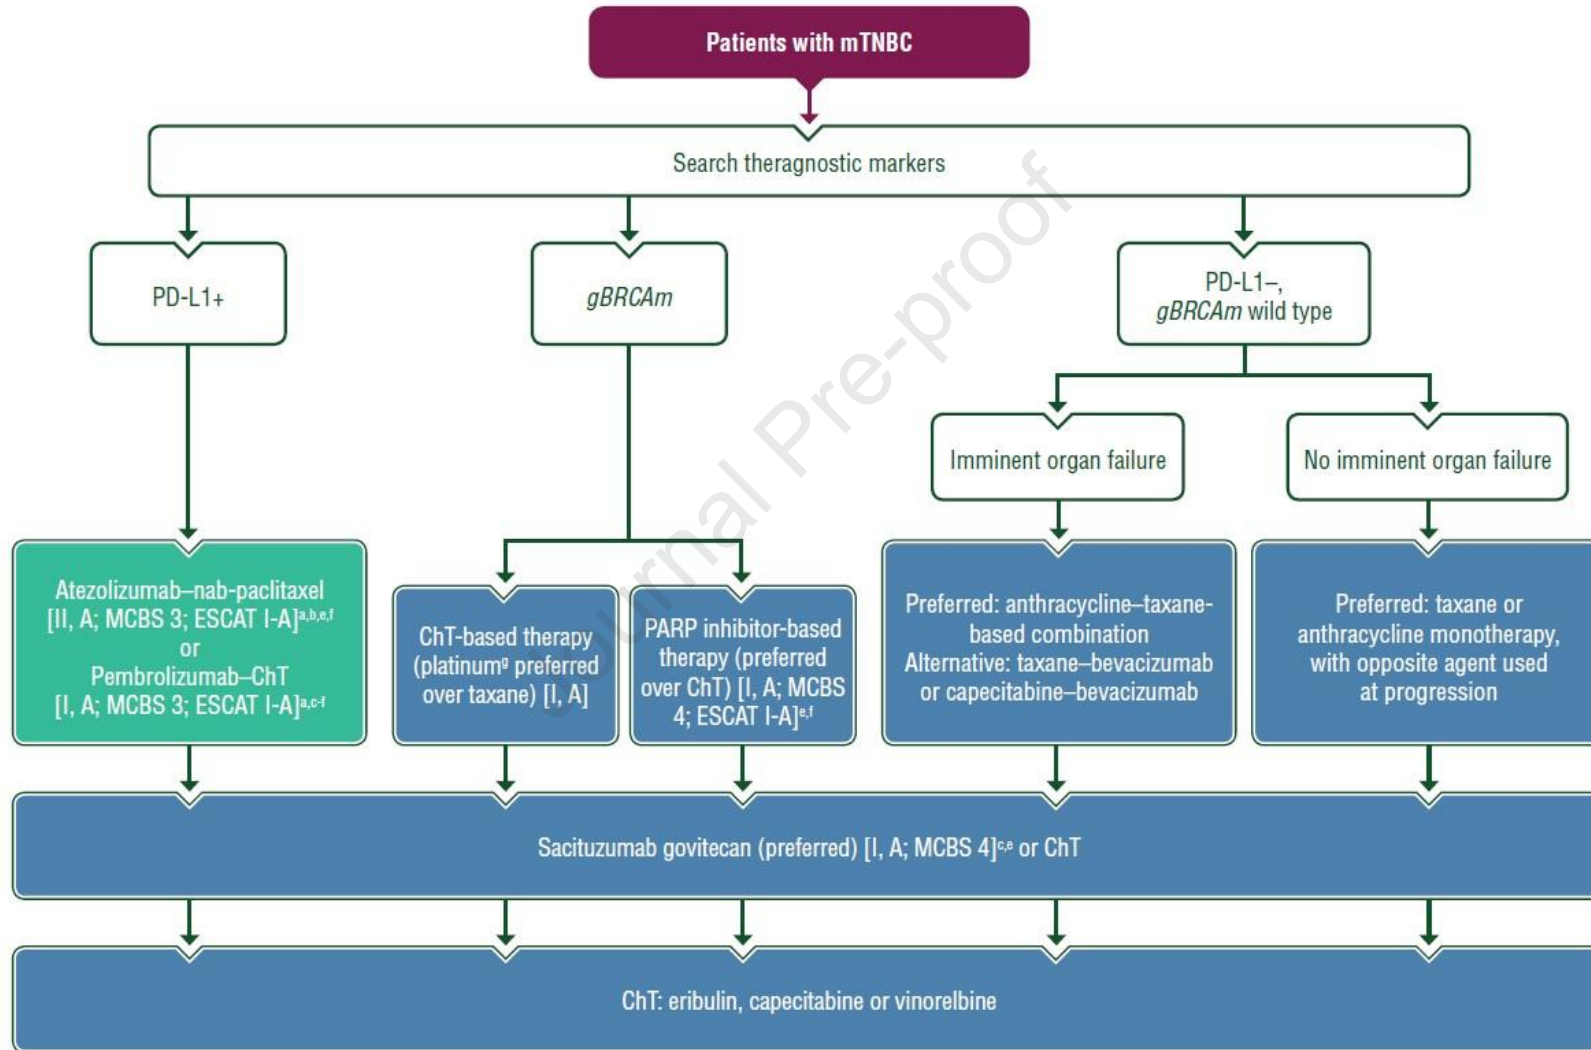 Patients with mTNBC
Search theragnostic markers
PD-L1+
gBRCAm
PD-L1–,
gBRCAm wild type
Imminent organ failure
No imminent organ failure
Atezolizumab–nab-paclitaxel
[II, A; MCBS 3; ESCAT I-A]a,b,e,f
or
Pembrolizumab–ChT
[I, A; MCBS 3; ESCAT I-A]a,c-f
ChT-based therapy
(platinumg preferred
over taxane) [I, A]
PARP inhibitor-based
therapy (preferred
over ChT) [I, A; MCBS
4; ESCAT I-A]e,f
Preferred: anthracycline–taxane-
based combination
Alternative: taxane–bevacizumab
or capecitabine–bevacizumab
Preferred: taxane or
anthracycline monotherapy,
with opposite agent used
at progression
Sacituzumab govitecan (preferred) [I, A; MCBS 4]c,e or ChT
ChT: eribulin, capecitabine or vinorelbine
Journal Pre-proof